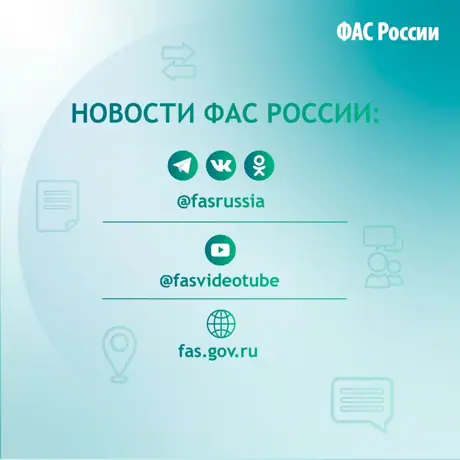 ФАС России
НОВОСТИ ФАС РОССИИ:
@fasrussia
@fasvideotube
fas.gov.ru